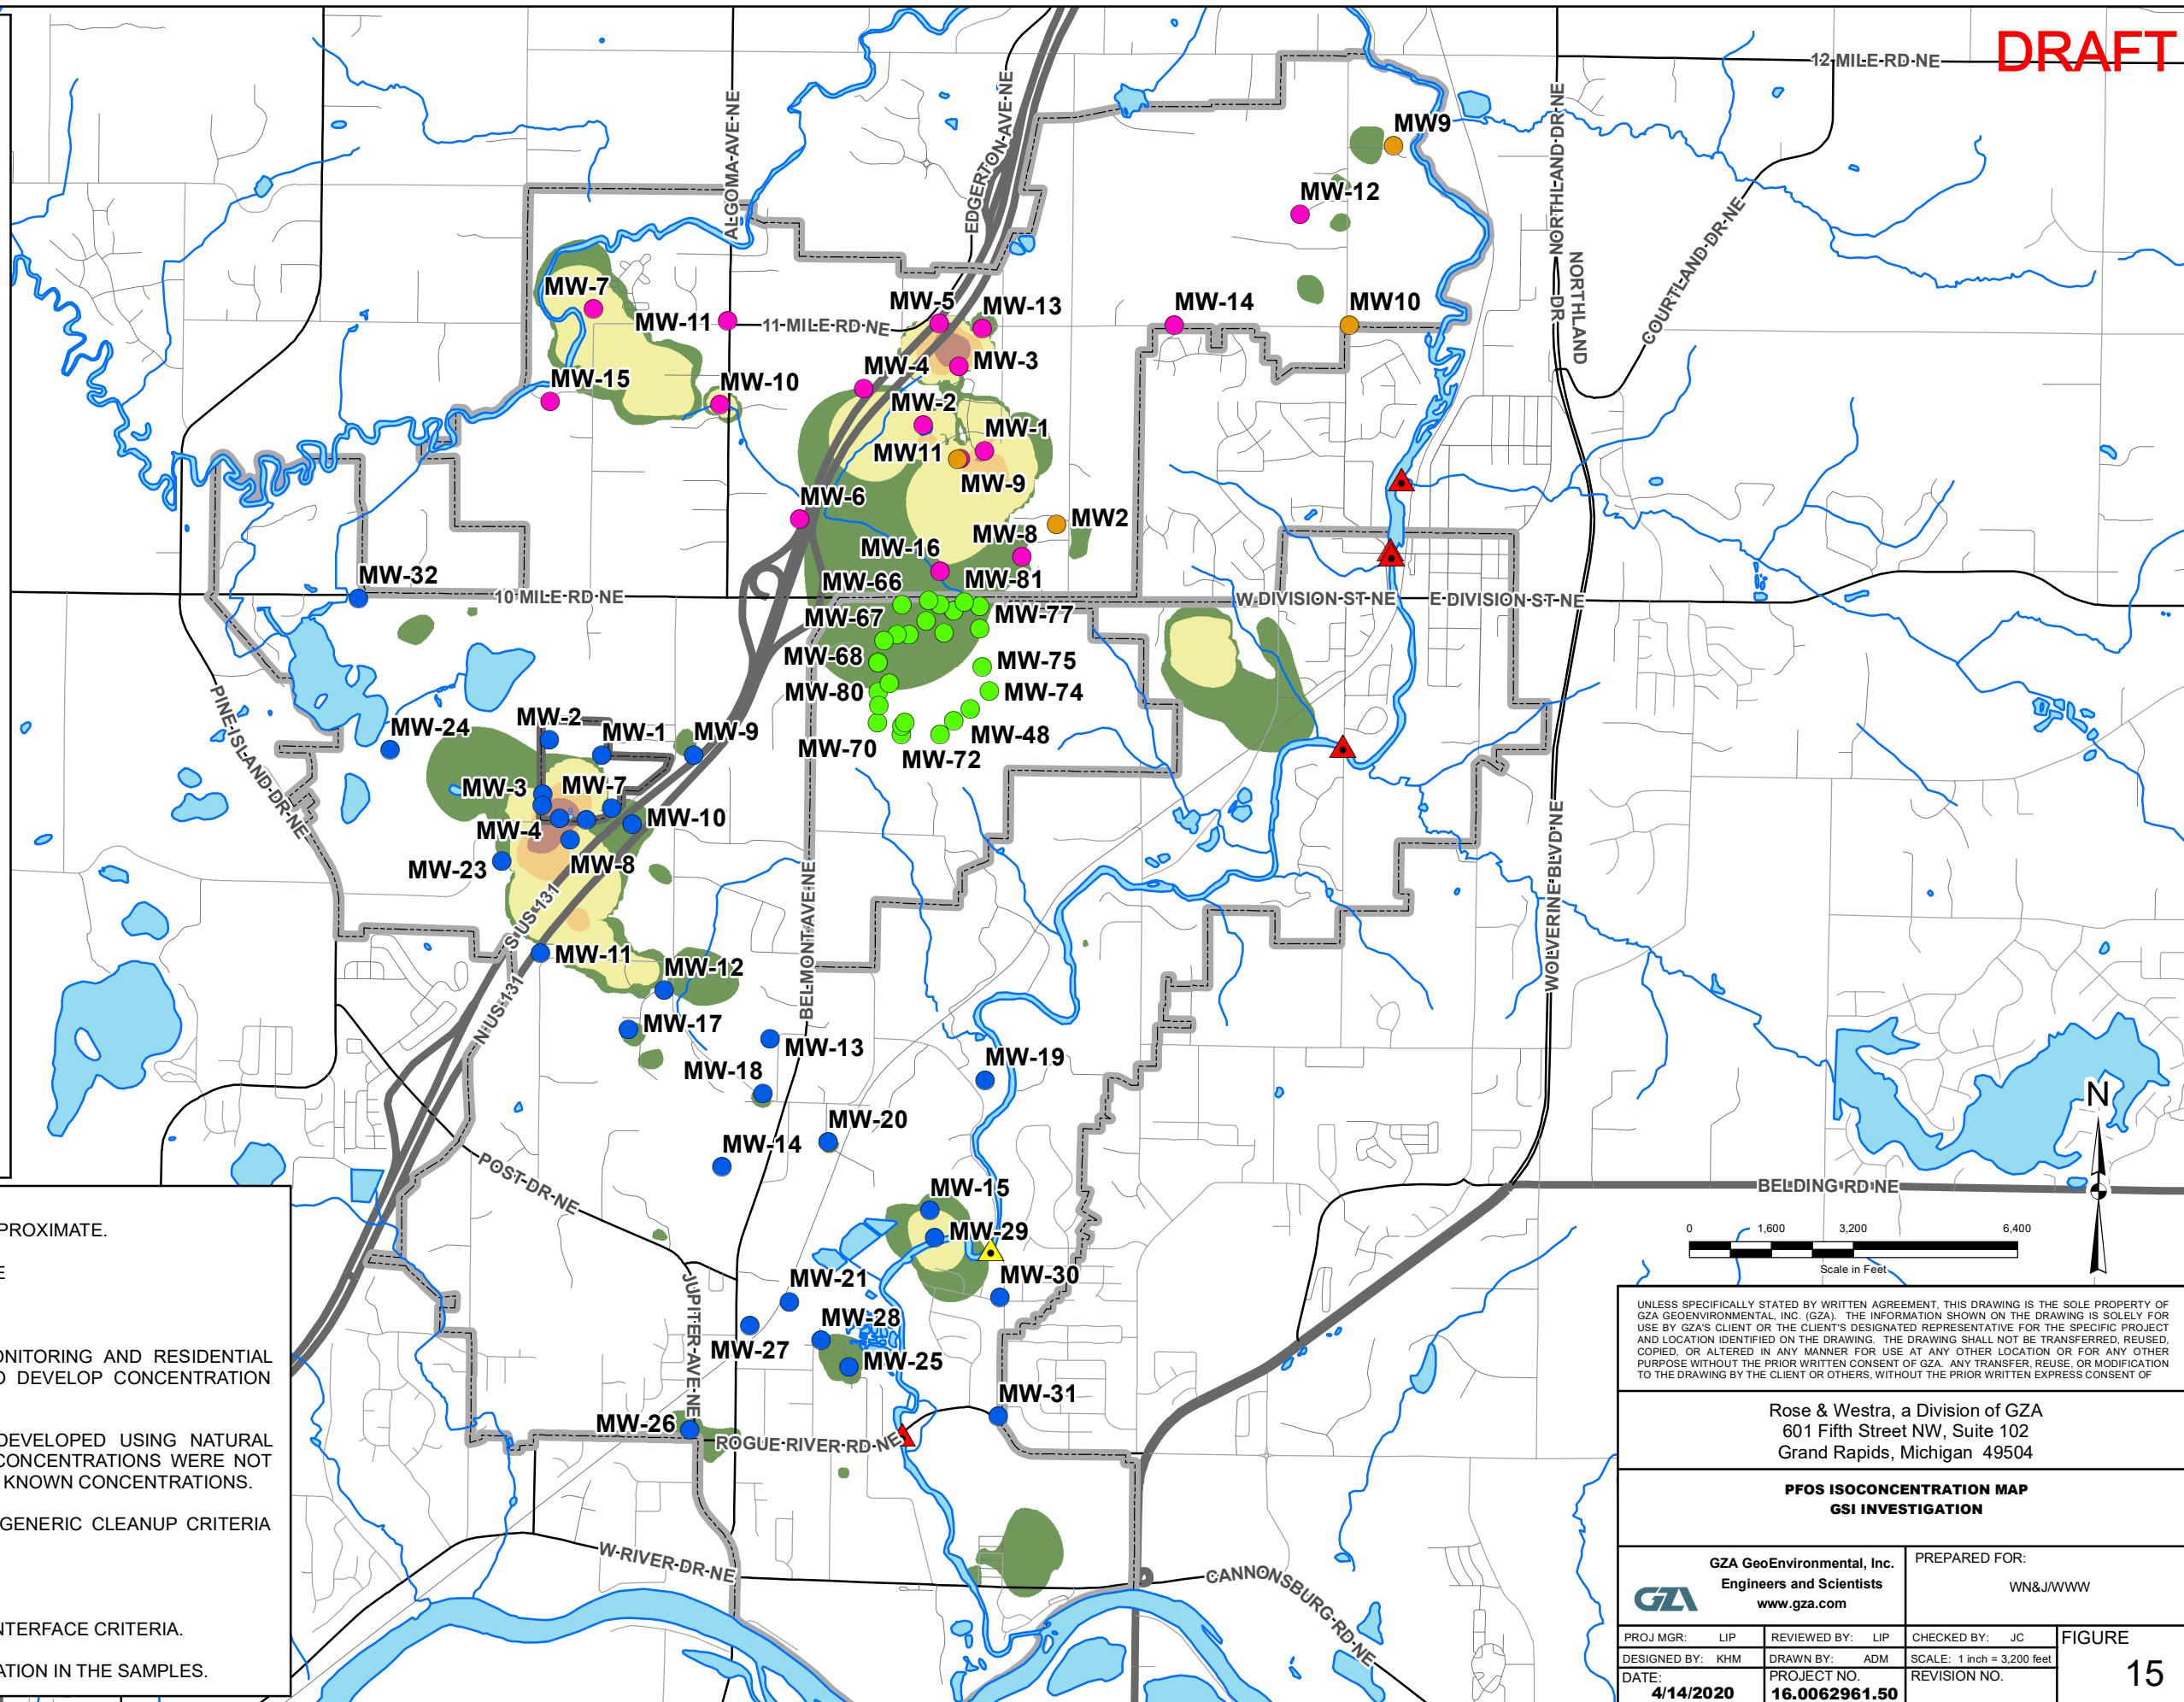 DRAFT
12 MILE RD NE
ALGOMA AVE NE
EDGERTON AVE NE
NORTHLAND DR NE
NORTHLAND DR
COURTLAND DR NE
MW9
MW-12
MW-7
MW-11
11 MILE RD NE
MW-5
MW-13
MW-14
MW10
MW-4
MW-3
MW-15
MW-10
MW-2
MW-1
MW11
MW-9
MW-6
MW2
MW-8
MW-16
MW-32
10 MILE RD NE
MW-66
MW-81
W DIVISION ST NE
E DIVISION ST NE
MW-67
MW-77
MW-68
MW-75
MW-80
MW-74
MW-70
MW-48
MW-72
PINE ISLAND DR NE
MW-24
MW-2
MW-1
MW-9
MW-3
MW-7
MW-4
MW-10
MW-23
MW-8
S US 131
N US 131
BELMONT AVE NE
WOLVERINE BLVD NE
MW-11
MW-12
MW-17
MW-13
MW-18
MW-19
MW-20
MW-14
POST DR NE
MW-15
MW-29
MW-30
MW-21
MW-28
MW-27
MW-25
JUPITER AVE NE
MW-31
MW-26
ROGUE RIVER RD NE
W RIVER DR NE
CANNONSBURG RD NE
BELDING RD NE
N
0 1,600 3,200 6,400
Scale in Feet
PROXIMATE.
E
ONITORING AND RESIDENTIAL
O DEVELOP CONCENTRATION
DEVELOPED USING NATURAL
CONCENTRATIONS WERE NOT
KNOWN CONCENTRATIONS.
GENERIC CLEANUP CRITERIA
NTERFACE CRITERIA.
ATION IN THE SAMPLES.
UNLESS SPECIFICALLY STATED BY WRITTEN AGREEMENT, THIS DRAWING IS THE SOLE PROPERTY OF
GZA GEOENVIRONMENTAL, INC. (GZA). THE INFORMATION SHOWN ON THE DRAWING IS SOLELY FOR
USE BY GZA'S CLIENT OR THE CLIENT'S DESIGNATED REPRESENTATIVE FOR THE SPECIFIC PROJECT
AND LOCATION IDENTIFIED ON THE DRAWING. THE DRAWING SHALL NOT BE TRANSFERRED, REUSED,
COPIED, OR ALTERED IN ANY MANNER FOR USE AT ANY OTHER LOCATION OR FOR ANY OTHER
PURPOSE WITHOUT THE PRIOR WRITTEN CONSENT OF GZA. ANY TRANSFER, REUSE, OR MODIFICATION
TO THE DRAWING BY THE CLIENT OR OTHERS, WITHOUT THE PRIOR WRITTEN EXPRESS CONSENT OF
Rose & Westra, a Division of GZA
601 Fifth Street NW, Suite 102
Grand Rapids, Michigan 49504
PFOS ISOCONCENTRATION MAP
GSI INVESTIGATION
GZA
GZA GeoEnvironmental, Inc.
Engineers and Scientists
www.gza.com
PREPARED FOR:
WN&J/WWW
PROJ MGR: LIP
REVIEWED BY: LIP
CHECKED BY: JC
DESIGNED BY: KHM
DRAWN BY: ADM
SCALE: 1 inch = 3,200 feet
DATE:
4/14/2020
PROJECT NO.
16.0062961.50
REVISION NO.
FIGURE
15